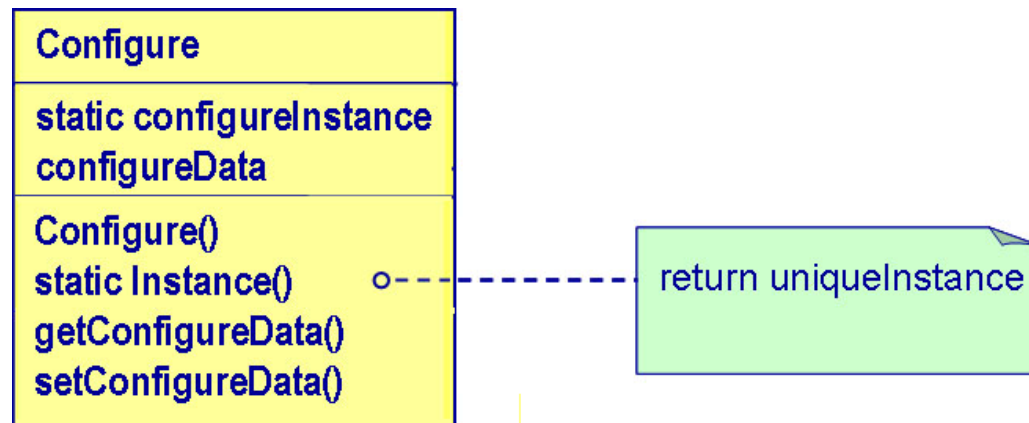 Configure
static configureInstance
configureData
Configure()
static Instance()
getConfigureData()
setConfigureData()
return uniqueInstance